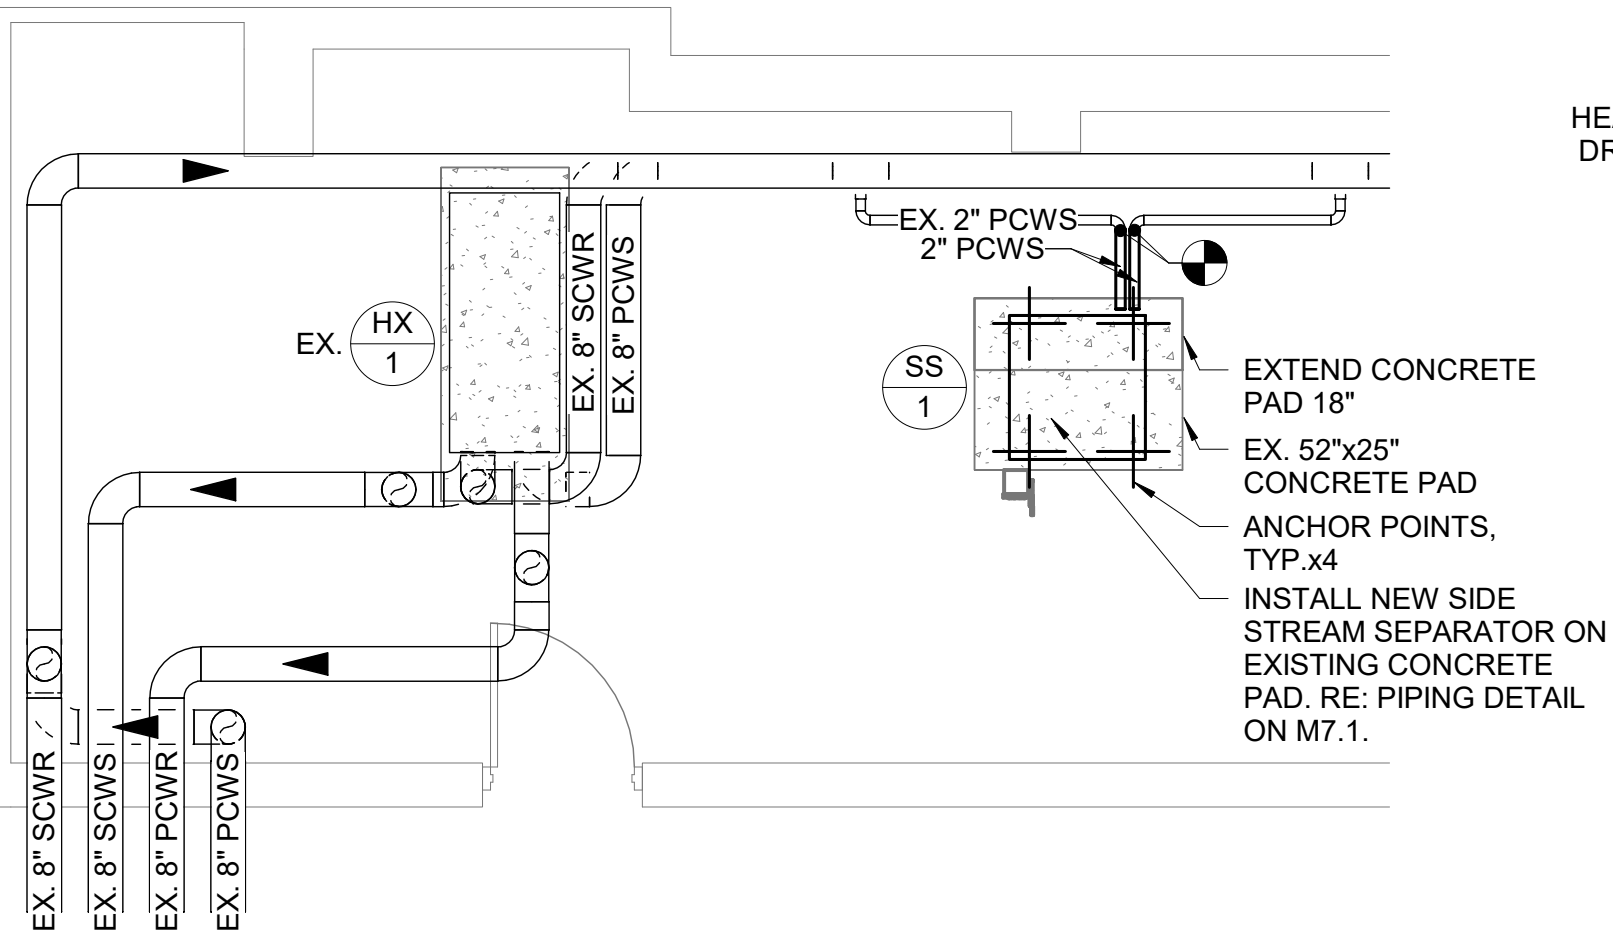 HEA
DR
EX. 2" PCWS
2" PCWS
EX. 8" SCWR
EX. 8" PCWS
EX.
HX
1
SS
1
EXTEND CONCRETE
PAD 18"
EX. 52"x25"
CONCRETE PAD
ANCHOR POINTS,
TYP.x4
INSTALL NEW SIDE
STREAM SEPARATOR ON
EXISTING CONCRETE
PAD. RE: PIPING DETAIL
ON M7.1.
EX. 8" SCWR
EX. 8" SCWS
EX. 8" PCWR
EX. 8" PCWS